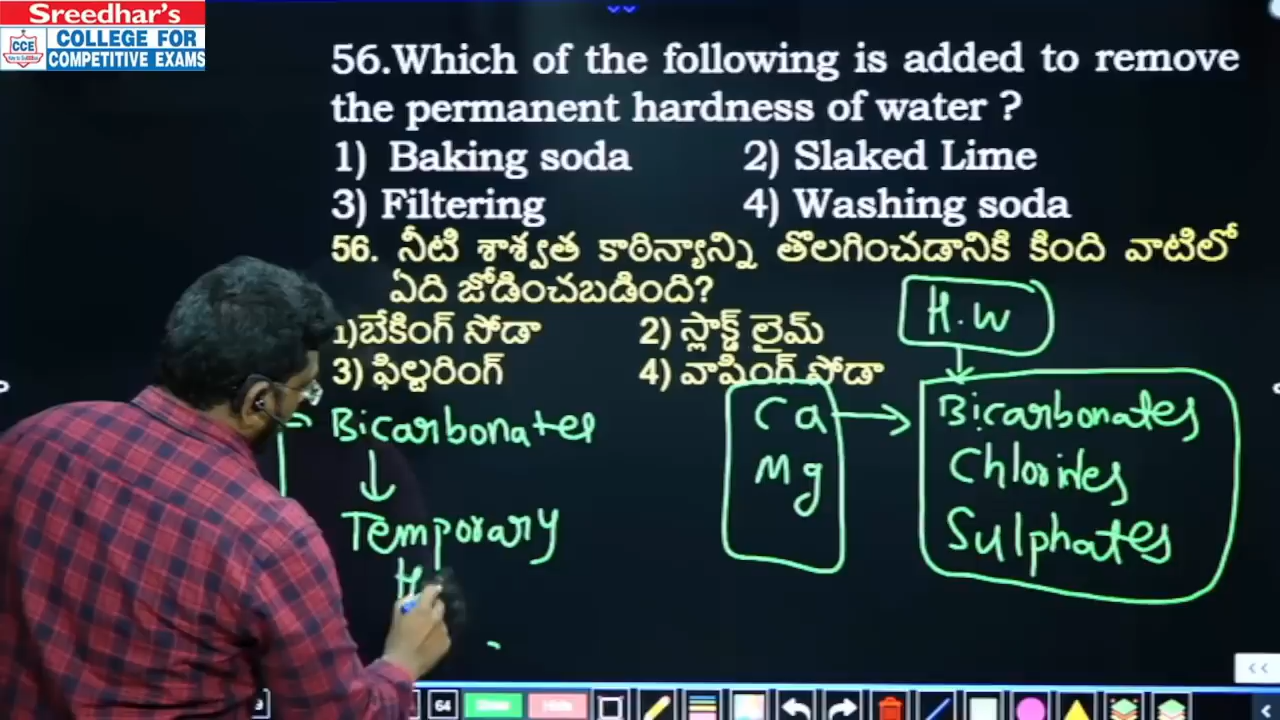 Sreedhar's
CCE
COLLEGE FOR
COMPETITIVE EXAMS
56.Which of the following is added to remove
the permanent hardness of water ?
1) Baking soda 2) Slaked Lime
3) Filtering 4) Washing soda
56. నీటి శాశ్వత కాఠిన్యాన్ని తొలగించడానికి కింది వాటిలో
ఏది జోడించబడింది?
1)బేకింగ్ సోడా 2) స్లాక్డ్ లైమ్
3) ఫిల్టరింగ్ 4) వాషింగ్ సోడా
H.W
Bicarbonates
Temporary
H
Ca
Mg
Bicarbonates
Chlorides
Sulphates
64